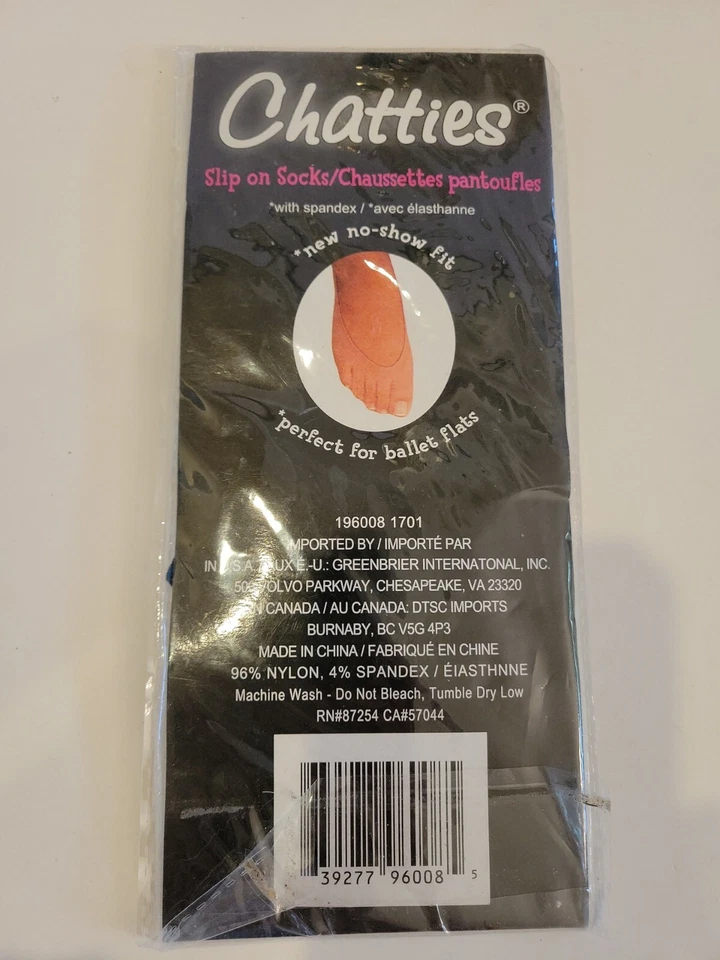 Chatties®
Slip on Socks/Chaussettes pantoufles
*with spandex / *avec élasthanne
*new no-show fit
*perfect for ballet flats
196008 1701
IMPORTED BY / IMPORTÉ PAR
IN U.S.A./AUX É.-U.: GREENBRIER INTERNATONAL, INC.
500 VOLVO PARKWAY, CHESAPEAKE, VA 23320
IN CANADA / AU CANADA: DTSC IMPORTS
BURNABY, BC V5G 4P3
MADE IN CHINA / FABRIQUÉ EN CHINE
96% NYLON, 4% SPANDEX / ÉIASTHNNE
Machine Wash - Do Not Bleach, Tumble Dry Low
RN#87254 CA#57044
39277 96008 5